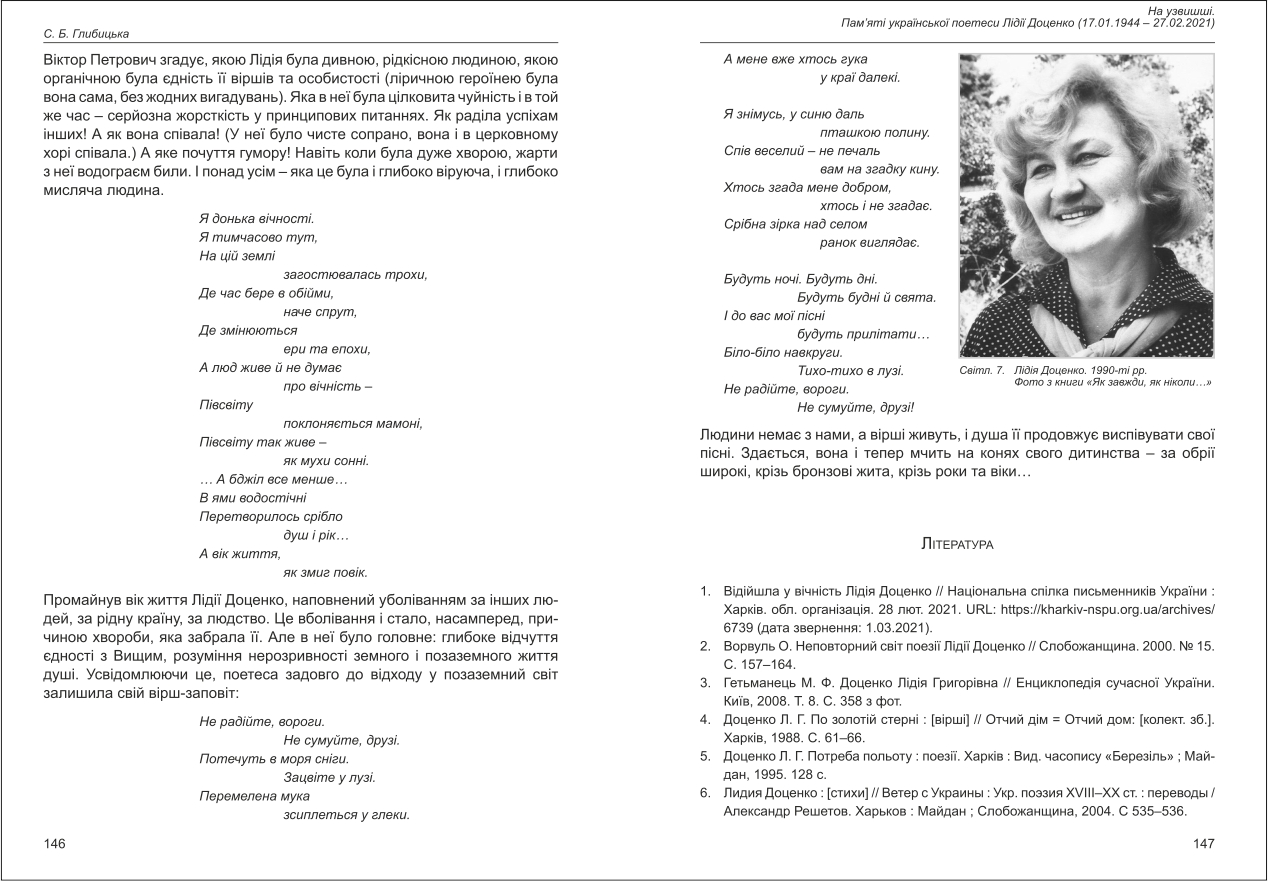 С. Б. Глибицька
Віктор Петрович згадує, якою Лідія була дивною, рідкісною людиною, якою
органічною була єдність її віршів та особистості (ліричною героїнею була
вона сама, без жодних вигадувань). Яка в неї була цілковита чуйність і в той
же час – серйозна жорсткість у принципових питаннях. Як раділа успіхам
інших! А як вона співала! (У неї було чисте сопрано, вона і в церковному
хорі співала.) А яке почуття гумору! Навіть коли була дуже хворою, жарти
з неї водограєм били. І понад усім – яка це була і глибоко віруюча, і глибоко
мисляча людина.
Я донька вічності.
Я тимчасово тут,
На цій землі
загостювалась трохи,
Де час бере в обійми,
наче спрут,
Де змінюються
ери та епохи,
А люд живе й не думає
про вічність –
Півсвіту
поклоняється мамоні,
Півсвіту так живе –
як мухи сонні.
… А бджіл все менше…
В ями водостічні
Перетворилось срібло
душ і рік…
А вік життя,
як змиг повік.
Промайнув вік життя Лідії Доценко, наповнений уболіванням за інших лю-
дей, за рідну країну, за людство. Це вболівання і стало, насамперед, при-
чиною хвороби, яка забрала її. Але в неї було головне: глибоке відчуття
єдності з Вищим, розуміння нерозривності земного і позаземного життя
душі. Усвідомлюючи це, поетеса задовго до відходу у позаземний світ
залишила свій вірш-заповіт:
Не радійте, вороги.
Не сумуйте, друзі.
Потечуть в моря сніги.
Зацвіте у лузі.
Перемелена мука
зсиплеться у глеки.
146
На узвишші.
Пам’яті української поетеси Лідії Доценко (17.01.1944 – 27.02.2021)
А мене вже хтось гука
у краї далекі.
Я знімусь, у синю даль
пташкою полину.
Спів веселий – не печаль
вам на згадку кину.
Хтось згада мене добром,
хтось і не згадає.
Срібна зірка над селом
ранок виглядає.
Будуть ночі. Будуть дні.
Будуть будні й свята.
І до вас мої пісні
будуть прилітати…
Біло-біло навкруги.
Тихо-тихо в лузі.
Не радійте, вороги.
Не сумуйте, друзі!
Світл. 7. Лідія Доценко. 1990-ті рр.
Фото з книги «Як завжди, як ніколи…»
Людини немає з нами, а вірші живуть, і душа її продовжує виспівувати свої
пісні. Здається, вона і тепер мчить на конях свого дитинства – за обрії
широкі, крізь бронзові жита, крізь роки та віки…
Література
1. Відійшла у вічність Лідія Доценко // Національна спілка письменників України :
Харків. обл. організація. 28 лют. 2021. URL: https://kharkiv-nspu.org.ua/archives/
6739 (дата звернення: 1.03.2021).
2. Ворвуль О. Неповторний світ поезії Лідії Доценко // Слобожанщина. 2000. № 15.
С. 157–164.
3. Гетьманець М. Ф. Доценко Лідія Григорівна // Енциклопедія сучасної України.
Київ, 2008. Т. 8. С. 358 з фот.
4. Доценко Л. Г. По золотій стерні : [вірші] // Отчий дім = Отчий дом: [колект. зб.].
Харків, 1988. С. 61–66.
5. Доценко Л. Г. Потреба польоту : поезії. Харків : Вид. часопису «Березіль» ; Май-
дан, 1995. 128 с.
6. Лидия Доценко : [стихи] // Ветер с Украины : Укр. поэзия XVIII–XX ст. : переводы /
Александр Решетов. Харьков : Майдан ; Слобожанщина, 2004. С 535–536.
147